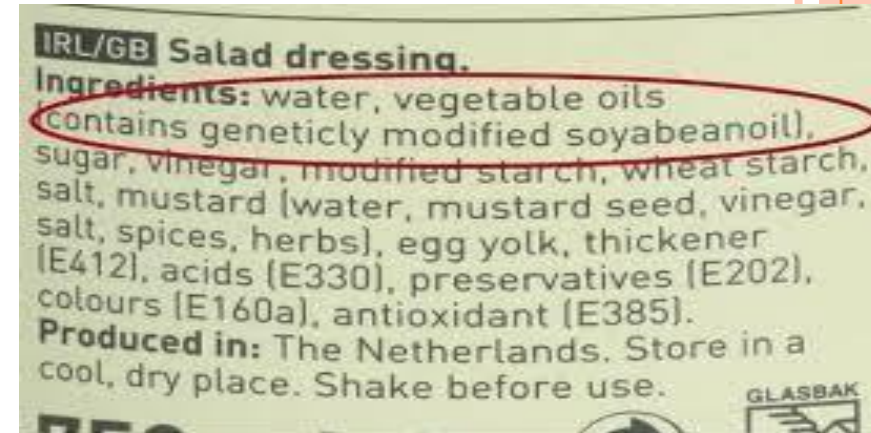 IRL/GB Salad dressing.
Ingredients: water, vegetable oils
(contains geneticly modified soyabeanoil),
sugar, vinegar, modified starch, wheat starch,
salt, mustard (water, mustard seed, vinegar,
salt, spices, herbs), egg yolk, thickener
(E412), acids (E330), preservatives (E202),
colours (E160a), antioxidant (E385).
Produced in: The Netherlands. Store in a
cool, dry place. Shake before use.
GLASBAK